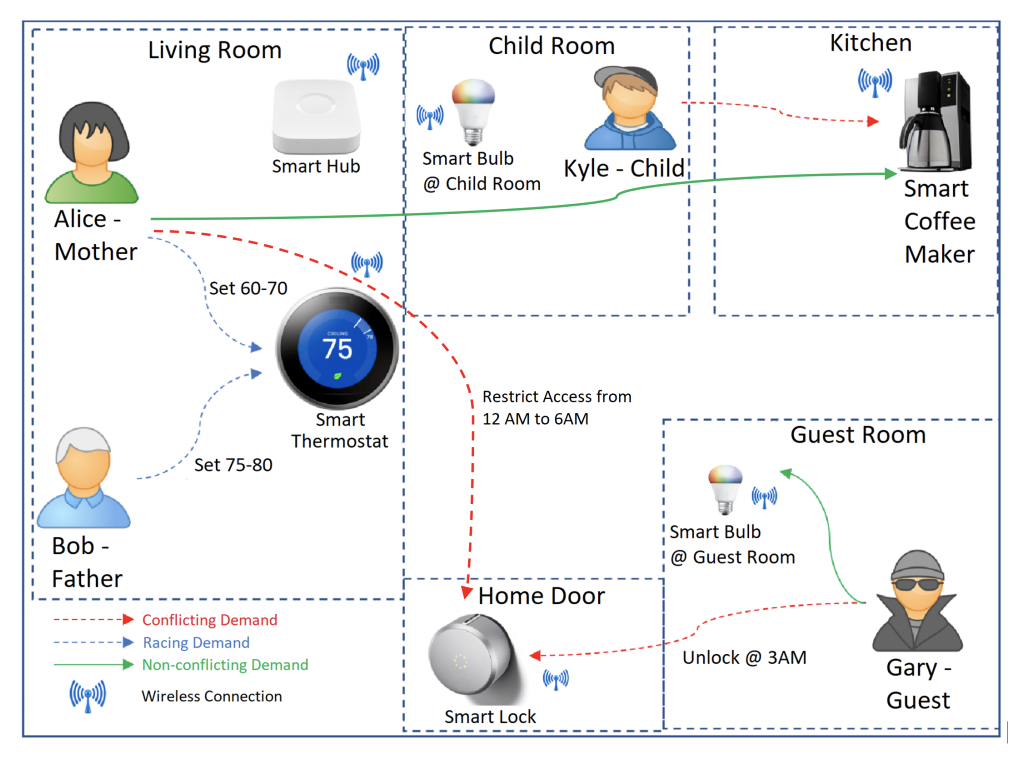 Living Room
Child Room
Kitchen
Smart Hub
Smart Bulb
@ Child Room
Kyle - Child
Smart
Coffee
Maker
Alice -
Mother
Set 60-70
COOLING
75
78
Smart
Thermostat
Set 75-80
Bob -
Father
Restrict Access from
12 AM to 6AM
Guest Room
Smart Bulb
@ Guest Room
Home Door
Unlock @ 3AM
Gary -
Guest
Smart Lock
Conflicting Demand
Racing Demand
Non-conflicting Demand
Wireless Connection